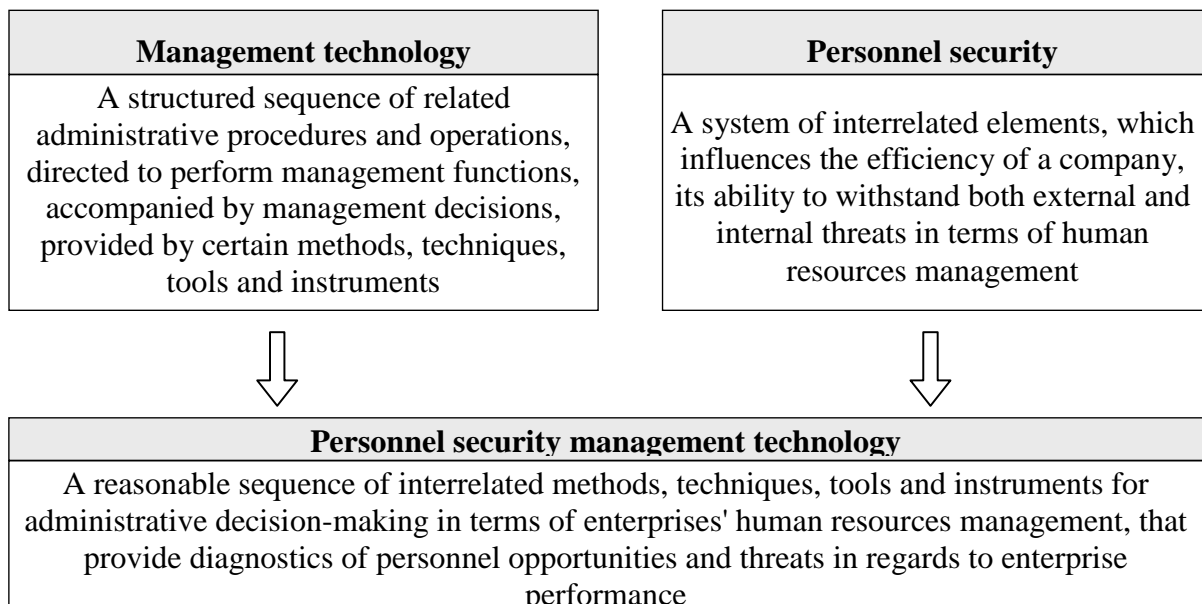 Management technology
A structured sequence of related
administrative procedures and operations,
directed to perform management functions,
accompanied by management decisions,
provided by certain methods, techniques,
tools and instruments
Personnel security
A system of interrelated elements, which
influences the efficiency of a company,
its ability to withstand both external and
internal threats in terms of human
resources management
Personnel security management technology
A reasonable sequence of interrelated methods, techniques, tools and instruments for
administrative decision-making in terms of enterprises' human resources management, that
provide diagnostics of personnel opportunities and threats in regards to enterprise
performance